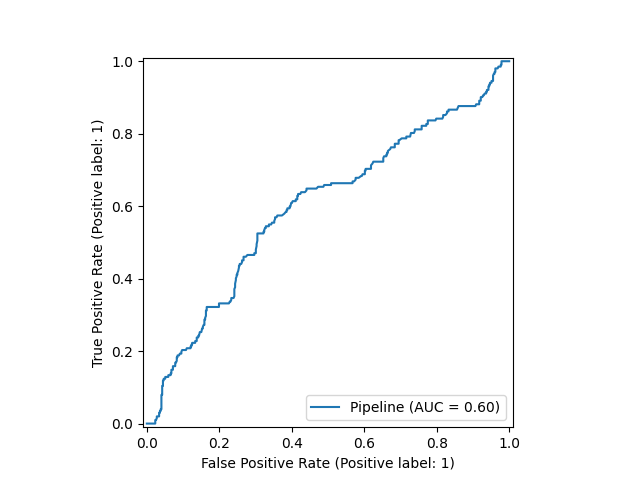 1.0
0.8
0.6
0.4
0.2
0.0
True Positive Rate (Positive label: 1)
Pipeline (AUC = 0.60)
0.0 0.2 0.4 0.6 0.8 1.0
False Positive Rate (Positive label: 1)